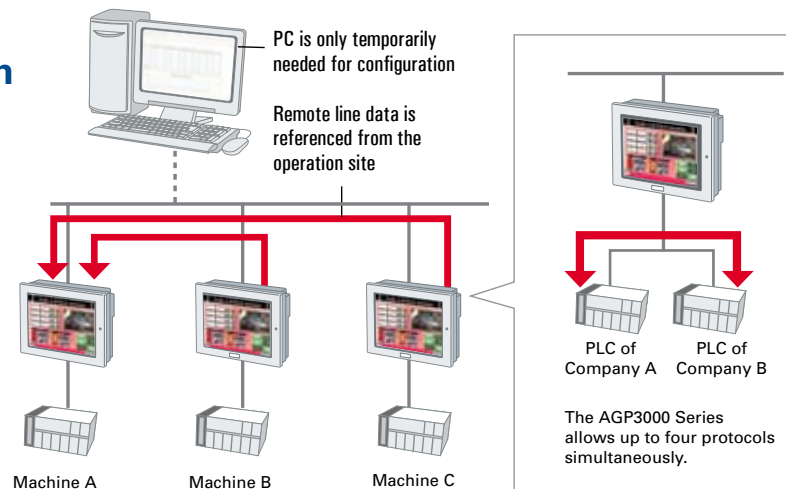 n
PC is only temporarily
needed for configuration
Remote line data is
referenced from the
operation site
Machine A
Machine B
Machine C
PLC of
Company A
PLC of
Company B
The AGP3000 Series
allows up to four protocols
simultaneously.